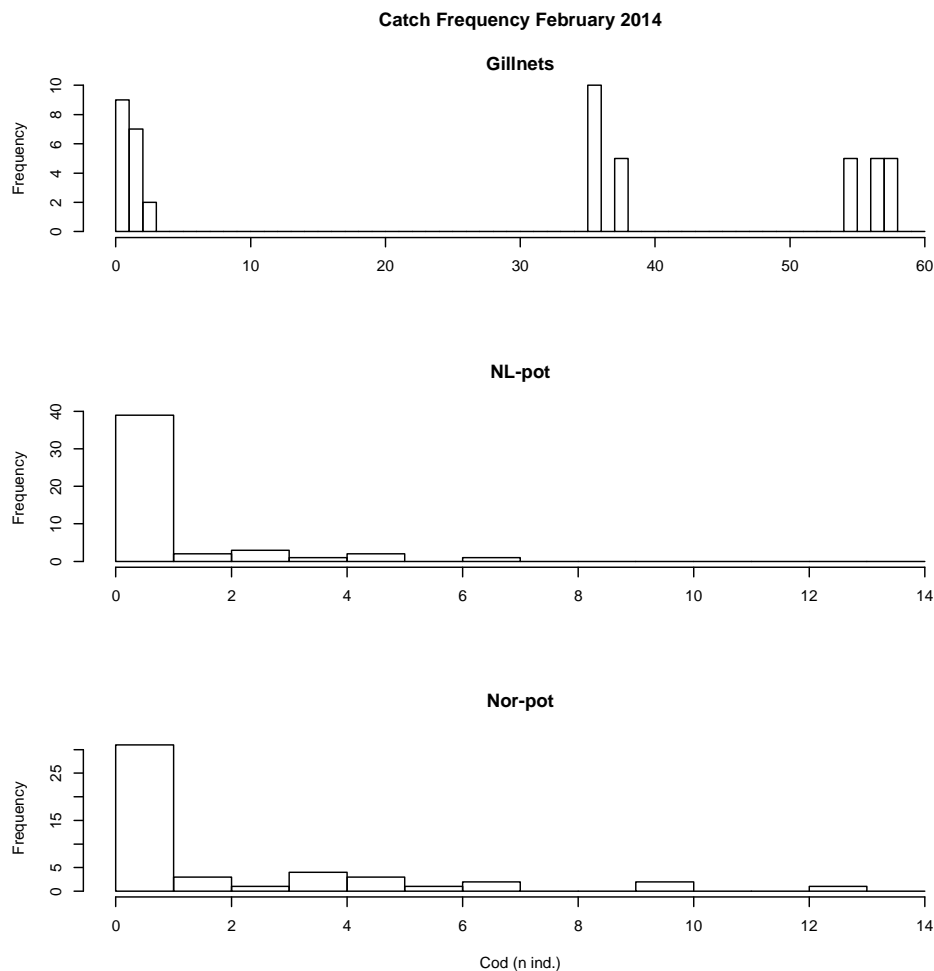 Catch Frequency February 2014
Gillnets
Frequency
0 2 4 6 8 10
0 10 20 30 40 50 60
NL-pot
Frequency
0 10 20 30 40
0 2 4 6 8 10 12 14
Nor-pot
Frequency
0 5 15 25
0 2 4 6 8 10 12 14
Cod (n ind.)